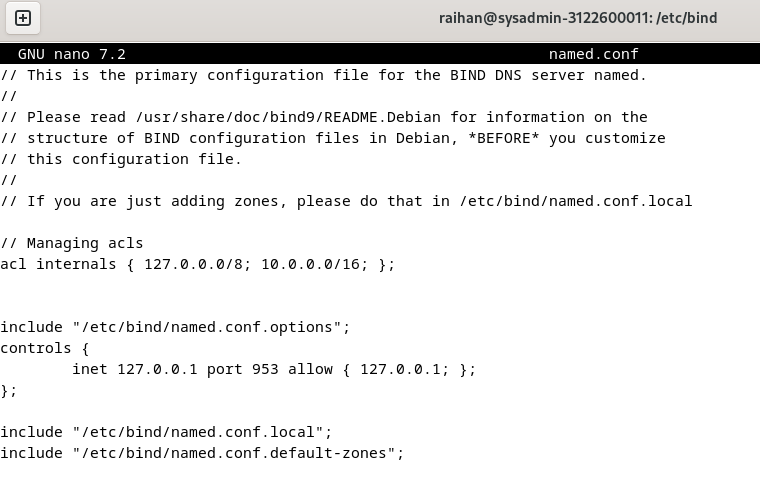 raihan@sysadmin-3122600011: /etc/bind
GNU nano 7.2 named.conf
// This is the primary configuration file for the BIND DNS server named.
//
// Please read /usr/share/doc/bind9/README.Debian for information on the
// structure of BIND configuration files in Debian, *BEFORE* you customize
// this configuration file.
//
// If you are just adding zones, please do that in /etc/bind/named.conf.local
// Managing acls
acl internals { 127.0.0.0/8; 10.0.0.0/16; };
include "/etc/bind/named.conf.options";
controls {
        inet 127.0.0.1 port 953 allow { 127.0.0.1; };
};
include "/etc/bind/named.conf.local";
include "/etc/bind/named.conf.default-zones";